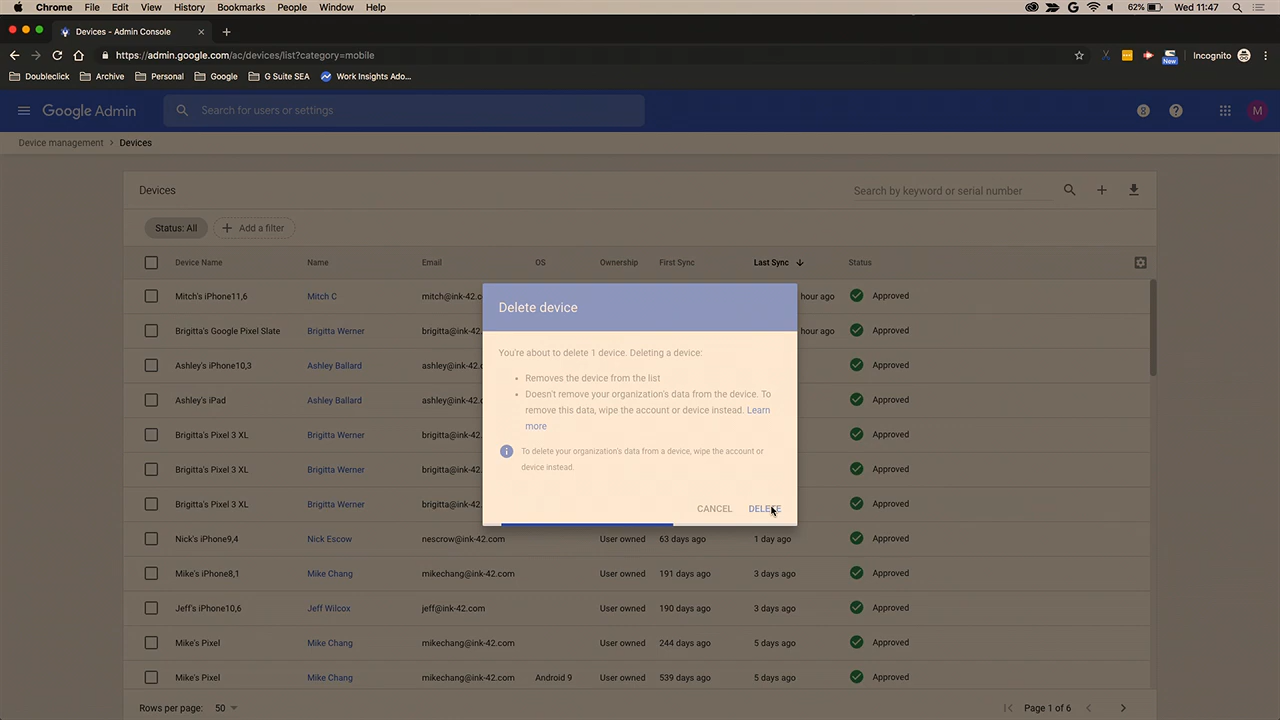 Chrome File Edit View History Bookmarks People Window Help 62% Wed 11:47
Devices - Admin Console
https://admin.google.com/ac/devices/list?category=mobile New Incognito
Doubleclick Archive Personal Google G Suite SEA Work Insights Ado...
Google Admin Search for users or settings 8 ? M
Device management > Devices
Devices Search by keyword or serial number
Status: All + Add a filter
Device Name Name Email OS Ownership First Sync Last Sync Status
Mitch's iPhone11,6 Mitch C mitch@ink-42.c hour ago Approved
Brigitta's Google Pixel Slate Brigitta Werner brigitta@ink-42. hour ago Approved
Ashley's iPhone10,3 Ashley Ballard ashley@ink-42. Approved
Ashley's iPad Ashley Ballard ashley@ink-42. Approved
Brigitta's Pixel 3 XL Brigitta Werner brigitta@ink-42. Approved
Brigitta's Pixel 3 XL Brigitta Werner brigitta@ink-42. Approved
Brigitta's Pixel 3 XL Brigitta Werner brigitta@ink-42. Approved
Delete device
You're about to delete 1 device. Deleting a device:
• Removes the device from the list
• Doesn't remove your organization's data from the device. To
remove this data, wipe the account or device instead. Learn
more
To delete your organization's data from a device, wipe the account or
device instead.
CANCEL DELETE
Nick's iPhone9,4 Nick Escow nescrow@ink-42.com User owned 63 days ago 1 day ago Approved
Mike's iPhone8,1 Mike Chang mikechang@ink-42.com User owned 191 days ago 3 days ago Approved
Jeff's iPhone10,6 Jeff Wilcox jeff@ink-42.com User owned 190 days ago 3 days ago Approved
Mike's Pixel Mike Chang mikechang@ink-42.com User owned 244 days ago 5 days ago Approved
Mike's Pixel Mike Chang mikechang@ink-42.com Android 9 User owned 539 days ago 5 days ago Approved
Rows per page: 50 Page 1 of 6